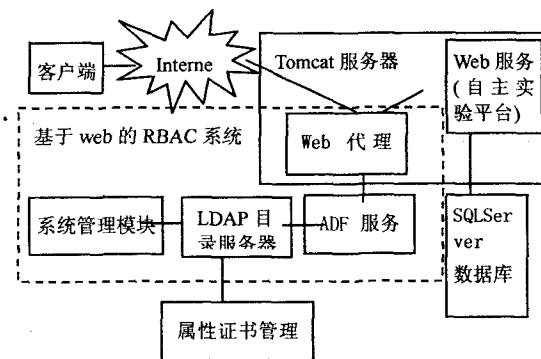 客户端
Interne
Tomcat 服务器
Web 服务
(自主实
验平台)
基于 web 的 RBAC 系统
Web 代理
系统管理模块
LDAP 目
录服务器
ADF 服务
SQLSer
ver
数据库
属性证书管理